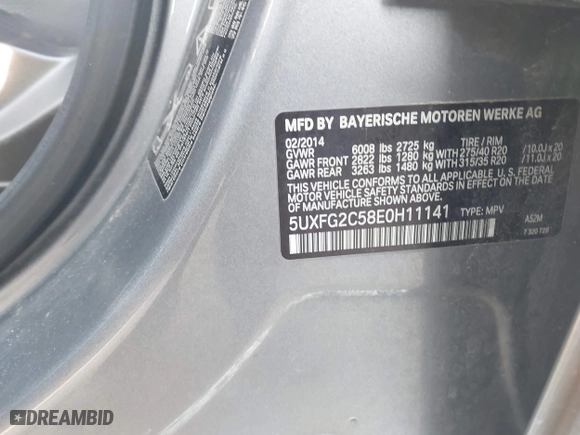 MFD BY BAYERISCHE MOTOREN WERKE AG
02/2014 TIRE / RIM
GVWR 6008 lbs 2725 kg
GAWR FRONT 2822 lbs 1280 kg WITH 275/40 R20 /10.0J x 20
GAWR REAR 3263 lbs 1480 kg WITH 315/35 R20 /11.0J x 20
THIS VEHICLE CONFORMS TO ALL APPLICABLE U.S. FEDERAL
MOTOR VEHICLE SAFETY STANDARDS IN EFFECT ON THE DATE OF
MANUFACTURE SHOWN ABOVE.
5UXFG2C58E0H11141 TYPE: MPV
A52M
DREAMBID